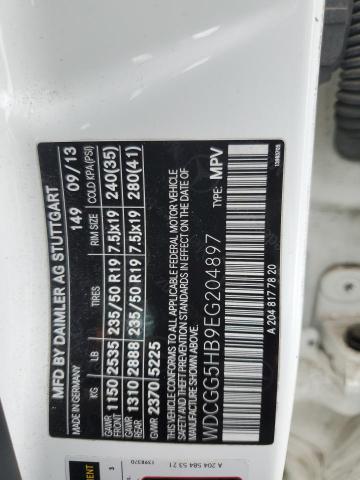 MFD BY DAIMLER AG STUTTGART
MADE IN GERMANY 149 09/13
KG LB TIRES RIM SIZE COLD KPA(PSI)
GAWR FRONT 1150 2535 235/50 R19 7.5Jx19 240(35)
GAWR REAR 1310 2888 235/50 R19 7.5Jx19 280(41)
GVWR 2370 5225
THIS VEHICLE CONFORMS TO ALL APPLICABLE FEDERAL MOTOR VEHICLE
SAFETY, BUMPER, AND THEFT PREVENTION STANDARDS IN EFFECT ON THE DATE OF
MANUFACTURE SHOWN ABOVE.
WDCGG5HB9EG204897 TYPE: MPV
A 204 817 78 20
A 204 584 53 21
1398370
3